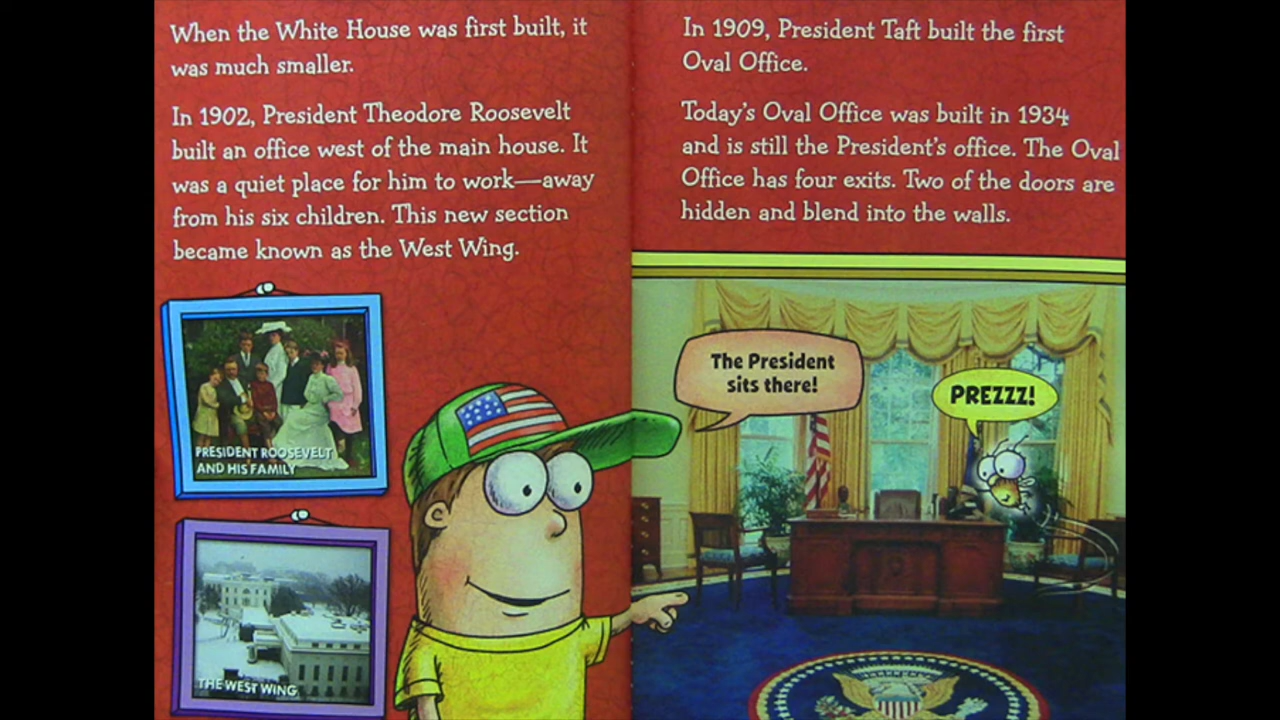 When the White House was first built, it
was much smaller.
In 1902, President Theodore Roosevelt
built an office west of the main house. It
was a quiet place for him to work—away
from his six children. This new section
became known as the West Wing.
PRESIDENT ROOSEVELT
AND HIS FAMILY
THE WEST WING
In 1909, President Taft built the first
Oval Office.
Today's Oval Office was built in 1934
and is still the President's office. The Oval
Office has four exits. Two of the doors are
hidden and blend into the walls.
The President
sits there!
PREZZZ!